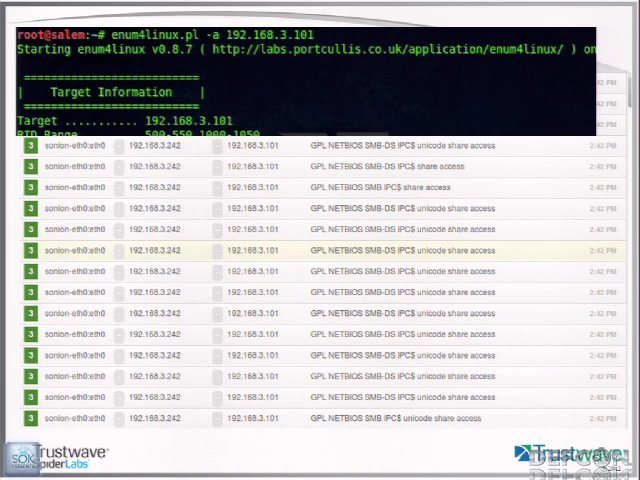 root@salem:~# enum4linux.pl -a 192.168.3.101
Starting enum4linux v0.8.7 ( http://labs.portcullis.co.uk/application/enum4linux/ ) on
==========================
| Target Information |
==========================
Target ........... 192.168.3.101
RID Range 500-550,1000-1050
2:42 PM
2:42 PM
2:42 PM
3 sonion-eth0:eth0 192.168.3.242 192.168.3.101 GPL NETBIOS SMB-DS IPC$ unicode share access 2:42 PM
3 sonion-eth0:eth0 192.168.3.242 192.168.3.101 GPL NETBIOS SMB-DS IPC$ share access 2:42 PM
3 sonion-eth0:eth0 192.168.3.242 192.168.3.101 GPL NETBIOS SMB IPC$ share access 2:42 PM
3 sonion-eth0:eth0 192.168.3.242 192.168.3.101 GPL NETBIOS SMB-DS IPC$ unicode share access 2:42 PM
3 sonion-eth0:eth0 192.168.3.242 192.168.3.101 GPL NETBIOS SMB-DS IPC$ unicode share access 2:42 PM
3 sonion-eth0:eth0 192.168.3.242 192.168.3.101 GPL NETBIOS SMB-DS IPC$ unicode share access 2:42 PM
3 sonion-eth0:eth0 192.168.3.242 192.168.3.101 GPL NETBIOS SMB-DS IPC$ unicode share access 2:42 PM
3 sonion-eth0:eth0 192.168.3.242 192.168.3.101 GPL NETBIOS SMB-DS IPC$ unicode share access 2:42 PM
3 sonion-eth0:eth0 192.168.3.242 192.168.3.101 GPL NETBIOS SMB-DS IPC$ unicode share access 2:42 PM
3 sonion-eth0:eth0 192.168.3.242 192.168.3.101 GPL NETBIOS SMB-DS IPC$ unicode share access 2:42 PM
3 sonion-eth0:eth0 192.168.3.242 192.168.3.101 GPL NETBIOS SMB-DS IPC$ unicode share access 2:42 PM
3 sonion-eth0:eth0 192.168.3.242 192.168.3.101 GPL NETBIOS SMB-DS IPC$ unicode share access 2:42 PM
3 sonion-eth0:eth0 192.168.3.242 192.168.3.101 GPL NETBIOS SMB-DS IPC$ unicode share access 2:42 PM
3 sonion-eth0:eth0 192.168.3.242 192.168.3.101 GPL NETBIOS SMB IPC$ unicode share access 2:42 PM
SOK
Trustwave
SpiderLabs
Trustwave
DEFCON
DEFCON